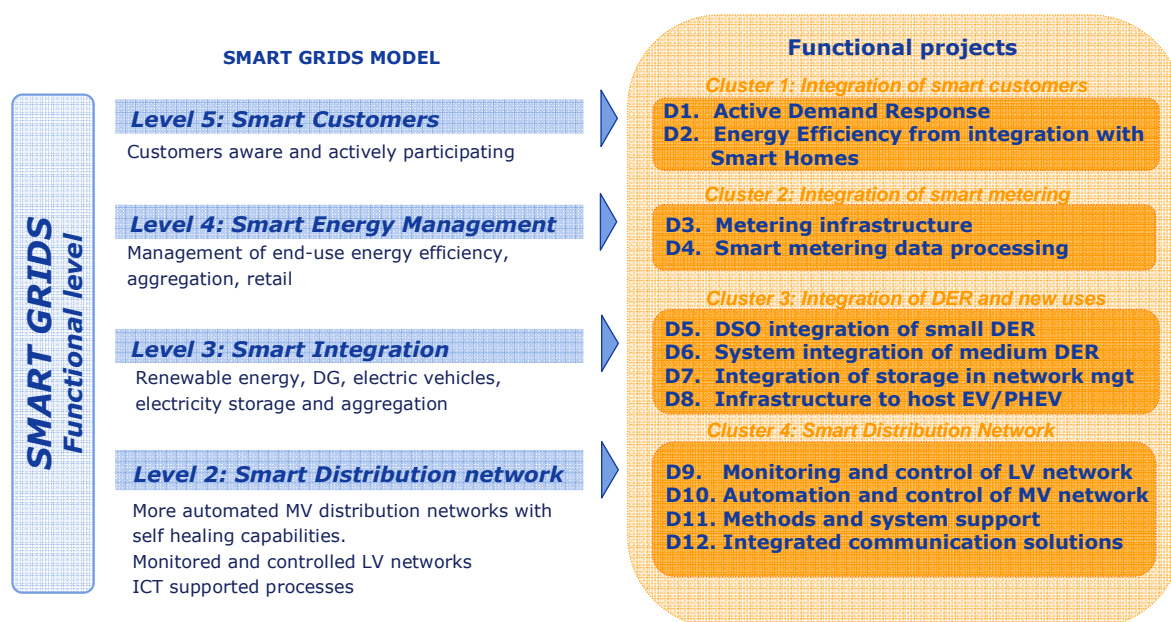 SMART GRIDS
Functional level
SMART GRIDS MODEL
Level 5: Smart Customers
Customers aware and actively participating
Level 4: Smart Energy Management
Management of end-use energy efficiency,
aggregation, retail
Level 3: Smart Integration
Renewable energy, DG, electric vehicles,
electricity storage and aggregation
Level 2: Smart Distribution network
More automated MV distribution networks with
self healing capabilities.
Monitored and controlled LV networks
ICT supported processes
Functional projects
Cluster 1: Integration of smart customers
D1. Active Demand Response
D2. Energy Efficiency from integration with
Smart Homes
Cluster 2: Integration of smart metering
D3. Metering infrastructure
D4. Smart metering data processing
Cluster 3: Integration of DER and new uses
D5. DSO integration of small DER
D6. System integration of medium DER
D7. Integration of storage in network mgt
D8. Infrastructure to host EV/PHEV
Cluster 4: Smart Distribution Network
D9. Monitoring and control of LV network
D10. Automation and control of MV network
D11. Methods and system support
D12. Integrated communication solutions